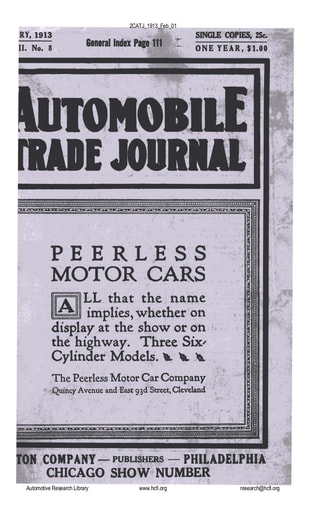 2CATJ_1913_Feb_01
RY, 1913
II. No. 8
General Index Page 111
SINGLE COPIES, 25c.
ONE YEAR, $1.00
AUTOMOBILE
TRADE JOURNAL
PEERLESS
MOTOR CARS
ALL that the name
implies, whether on
display at the show or on
the highway. Three Six-
Cylinder Models.
The Peerless Motor Car Company
Quincy Avenue and East 93d Street, Cleveland
TON COMPANY — PUBLISHERS — PHILADELPHIA
CHICAGO SHOW NUMBER
Automotive Research Library
www.hcfi.org
research@hcfi.org